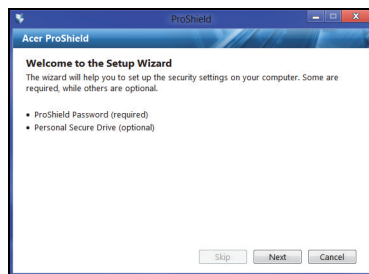 ProShield
Acer ProShield
Welcome to the Setup Wizard
The wizard will help you to set up the security settings on your computer. Some are
required, while others are optional.
• ProShield Password (required)
• Personal Secure Drive (optional)
Skip Next Cancel